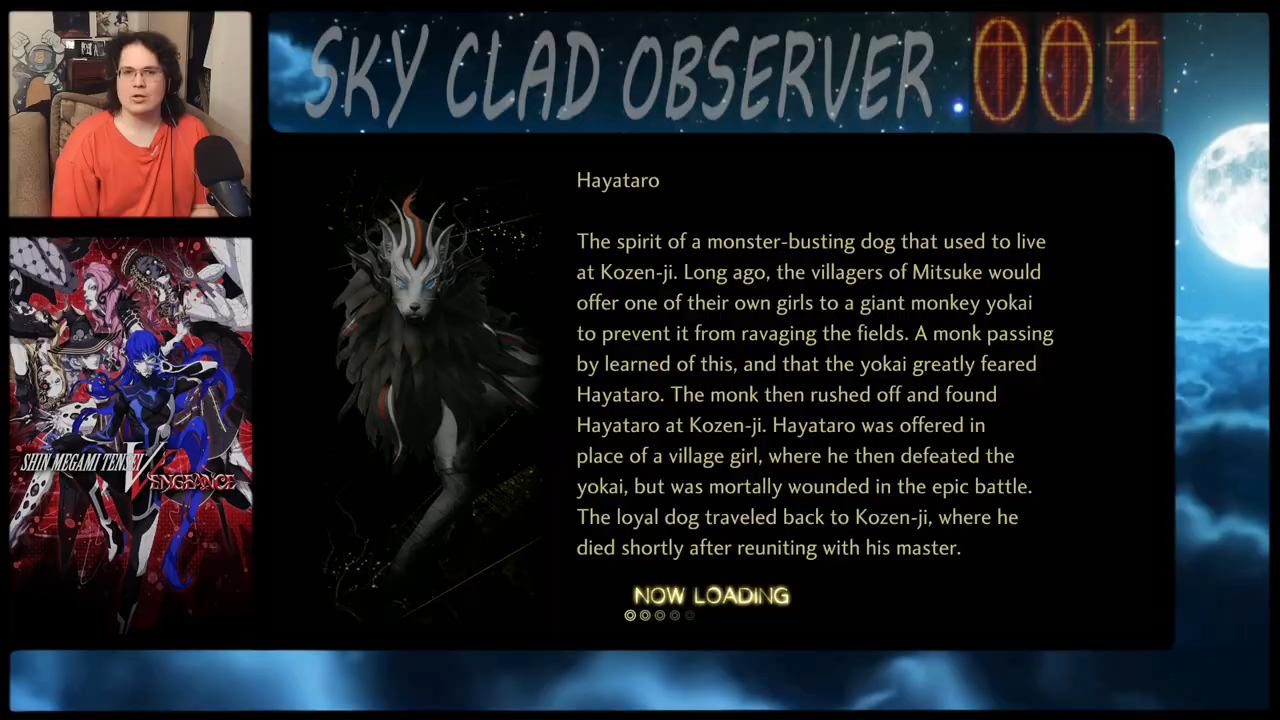 SKY CLAD OBSERVER
001
Hayataro
The spirit of a monster-busting dog that used to live
at Kozen-ji. Long ago, the villagers of Mitsuke would
offer one of their own girls to a giant monkey yokai
to prevent it from ravaging the fields. A monk passing
by learned of this, and that the yokai greatly feared
Hayataro. The monk then rushed off and found
Hayataro at Kozen-ji. Hayataro was offered in
place of a village girl, where he then defeated the
yokai, but was mortally wounded in the epic battle.
The loyal dog traveled back to Kozen-ji, where he
died shortly after reuniting with his master.
NOW LOADING
SHIN MEGAMI TENSEI V
VENGEANCE